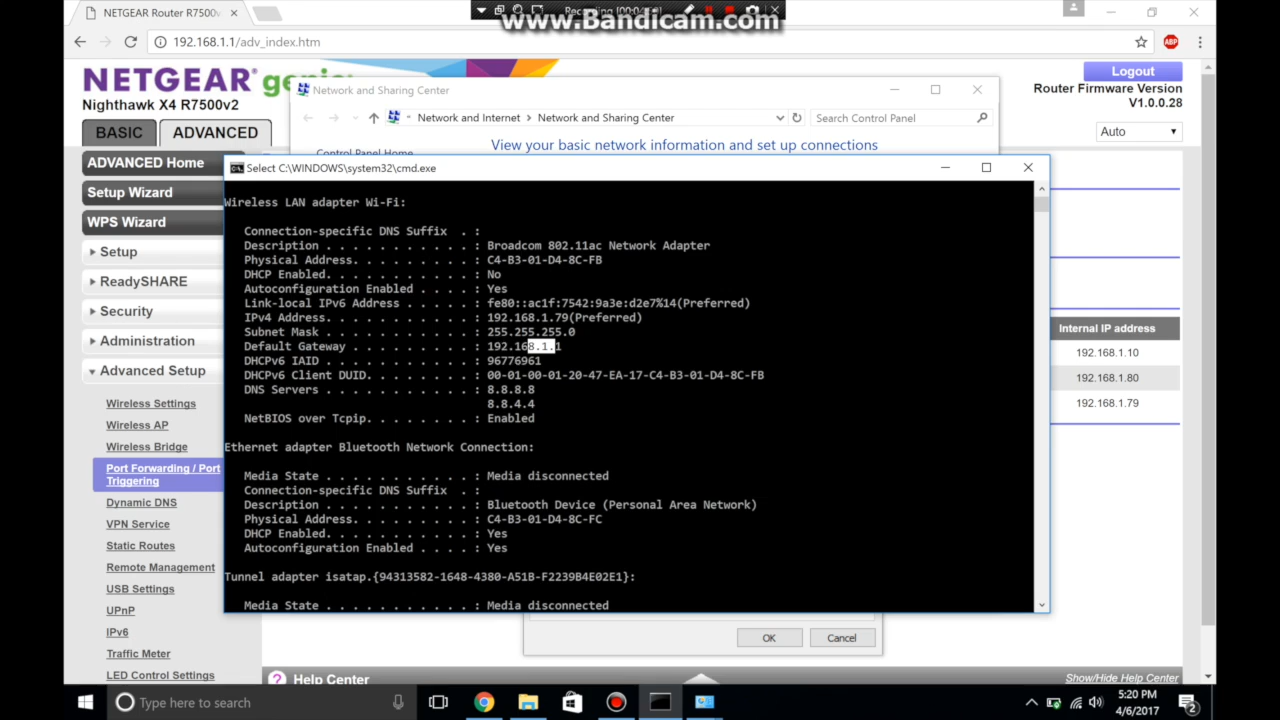 NETGEAR Router R7500v
Recording
www.Bandicam.com
192.168.1.1/adv_index.htm
ABP
NETGEAR®
genie
Nighthawk X4 R7500v2
Logout
Router Firmware Version
V1.0.0.28
BASIC
ADVANCED
Auto
Network and Sharing Center
Network and Internet > Network and Sharing Center
Search Control Panel
Control Panel Home
View your basic network information and set up connections
ADVANCED Home
Setup Wizard
WPS Wizard
Setup
ReadySHARE
Security
Administration
Advanced Setup
Wireless Settings
Wireless AP
Wireless Bridge
Port Forwarding / Port
Triggering
Dynamic DNS
VPN Service
Static Routes
Remote Management
USB Settings
UPnP
IPv6
Traffic Meter
LED Control Settings
Select C:\WINDOWS\system32\cmd.exe
Wireless LAN adapter Wi-Fi:
Connection-specific DNS Suffix . :
Description . . . . . . . . . . . : Broadcom 802.11ac Network Adapter
Physical Address. . . . . . . . . : C4-B3-01-D4-8C-FB
DHCP Enabled. . . . . . . . . . . : No
Autoconfiguration Enabled . . . . : Yes
Link-local IPv6 Address . . . . . : fe80::ac1f:7542:9a3e:d2e7%14(Preferred)
IPv4 Address. . . . . . . . . . . : 192.168.1.79(Preferred)
Subnet Mask . . . . . . . . . . . : 255.255.255.0
Default Gateway . . . . . . . . . : 192.168.1.1
DHCPv6 IAID . . . . . . . . . . . : 96776961
DHCPv6 Client DUID. . . . . . . . : 00-01-00-01-20-47-EA-17-C4-B3-01-D4-8C-FB
DNS Servers . . . . . . . . . . . : 8.8.8.8
8.8.4.4
NetBIOS over Tcpip. . . . . . . . : Enabled
Ethernet adapter Bluetooth Network Connection:
Media State . . . . . . . . . . . : Media disconnected
Connection-specific DNS Suffix . :
Description . . . . . . . . . . . : Bluetooth Device (Personal Area Network)
Physical Address. . . . . . . . . : C4-B3-01-D4-8C-FC
DHCP Enabled. . . . . . . . . . . : Yes
Autoconfiguration Enabled . . . . : Yes
Tunnel adapter isatap.{94313582-1648-4380-A51B-F2239B4E02E1}:
Media State . . . . . . . . . . . : Media disconnected
Internal IP address
192.168.1.10
192.168.1.80
192.168.1.79
OK
Cancel
Help Center
Show/Hide Help Center
Type here to search
5:20 PM
4/6/2017
2